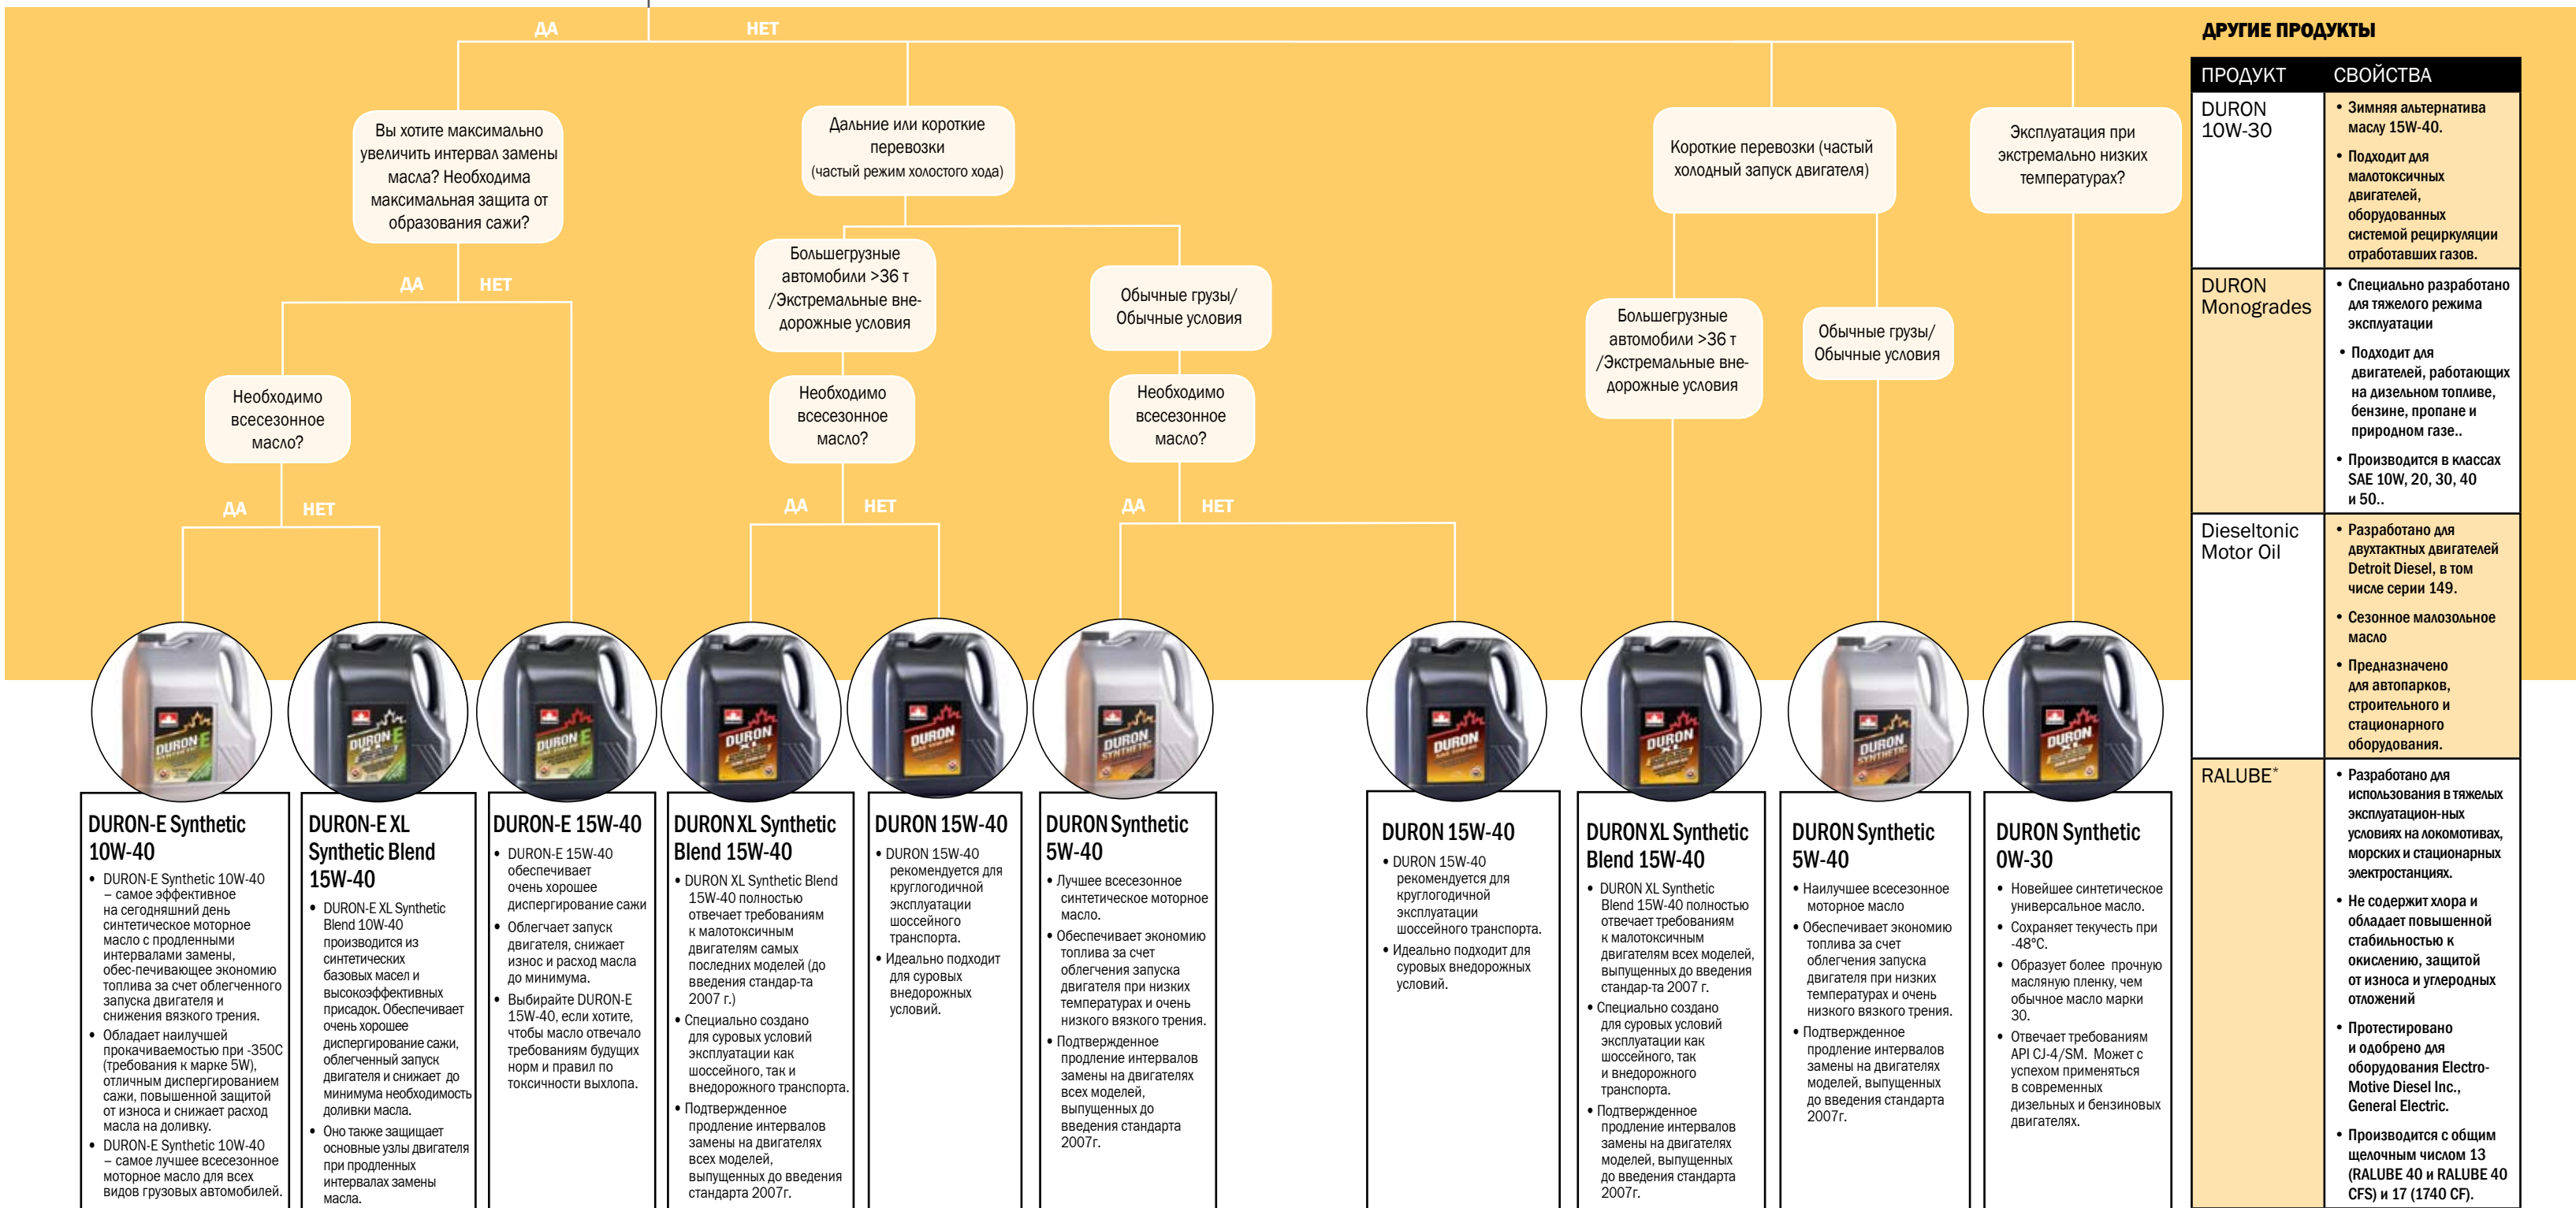 ДА
НЕТ
Вы хотите максимально
увеличить интервал замены
масла? Необходима
максимальная защита от
образования сажи?
Дальние или короткие
перевозки
(частый режим холостого хода)
Короткие перевозки (частый
холодный запуск двигателя)
Эксплуатация при
экстремально низких
температурах?
ДА
НЕТ
Большегрузные
автомобили >36 т
/Экстремальные вне-
дорожные условия
Обычные грузы/
Обычные условия
Большегрузные
автомобили >36 т
/Экстремальные вне-
дорожные условия
Обычные грузы/
Обычные условия
Необходимо
всесезонное
масло?
Необходимо
всесезонное
масло?
Необходимо
всесезонное
масло?
ДА
НЕТ
ДА
НЕТ
ДА
НЕТ
DURON-E
SYNTHETIC
DURON-E
XL
DURON-E
DURON
XL
DURON
DURON
SYNTHETIC
DURON
DURON
XL
DURON
SYNTHETIC
DURON
XL
DURON-E Synthetic
10W-40
• DURON-E Synthetic 10W-40
– самое эффективное
на сегодняшний день
синтетическое моторное
масло с продленными
интервалами замены,
обес-печивающее экономию
топлива за счет облегченного
запуска двигателя и
снижения вязкого трения.
• Обладает наилучшей
прокачиваемостью при -350С
(требования к марке 5W),
отличным диспергированием
сажи, повышенной защитой
от износа и снижает расход
масла на доливку.
• DURON-E Synthetic 10W-40
– самое лучшее всесезонное
моторное масло для всех
видов грузовых автомобилей.
DURON-E XL
Synthetic Blend
15W-40
• DURON-E XL Synthetic
Blend 10W-40
производится из
синтетических
базовых масел и
высокоэффективных
присадок. Обеспечивает
очень хорошее
диспергирование сажи,
облегченный запуск
двигателя и снижает до
минимума необходимость
доливки масла.
• Оно также защищает
основные узлы двигателя
при продленных
интервалах замены
масла.
DURON-E 15W-40
• DURON-E 15W-40
обеспечивает
очень хорошее
диспергирование сажи
• Облегчает запуск
двигателя, снижает
износ и расход масла
до минимума.
• Выбирайте DURON-E
15W-40, если хотите,
чтобы масло отвечало
требованиям будущих
норм и правил по
токсичности выхлопа.
DURON XL Synthetic
Blend 15W-40
• DURON XL Synthetic Blend
15W-40 полностью
отвечает требованиям
к малотоксичным
двигателям самых
последних моделей (до
введения стандар-та
2007 г.)
• Специально создано
для суровых условий
эксплуатации как
шоссейного, так и
внедорожного транспорта.
• Подтвержденное
продление интервалов
замены на двигателях
всех моделей,
выпущенных до введения
стандарта 2007г.
DURON 15W-40
• DURON 15W-40
рекомендуется для
круглогодичной
эксплуатации
шоссейного
транспорта.
• Идеально подходит
для суровых
внедорожных
условий.
DURON Synthetic
5W-40
• Лучшее всесезонное
синтетическое моторное
масло.
• Обеспечивает экономию
топлива за счет
облегчения запуска
двигателя при низких
температурах и очень
низкого вязкого трения.
• Подтвержденное
продление интервалов
замены на двигателях
всех моделей,
выпущенных до
введения стандарта
2007г.
DURON 15W-40
• DURON 15W-40
рекомендуется для
круглогодичной
эксплуатации
шоссейного транспорта.
• Идеально подходит для
суровых внедорожных
условий.
DURON XL Synthetic
Blend 15W-40
• DURON XL Synthetic
Blend 15W-40 полностью
отвечает требованиям
к малотоксичным
двигателям всех моделей,
выпущенных до введения
стандар-та 2007 г.
• Специально создано
для суровых условий
эксплуатации как
шоссейного, так
и внедорожного
транспорта.
• Подтвержденное
продление интервалов
замены на двигателях
моделей, выпущенных
до введения стандарта
2007г.
DURON Synthetic
5W-40
• Наилучшее всесезонное
моторное масло
• Обеспечивает экономию
топлива за счет
облегчения запуска
двигателя при низких
температурах и очень
низкого вязкого трения.
• Подтвержденное
продление интервалов
замены на двигателях
моделей, выпущенных
до введения стандарта
2007г.
DURON Synthetic
0W-30
• Новейшее синтетическое
универсальное масло.
• Сохраняет текучесть при
-48°C.
• Образует более прочную
масляную пленку, чем
обычное масло марки
30.
• Отвечает требованиям
API CJ-4/SM. Может с
успехом применяться
в современных
дизельных и бензиновых
двигателях.
ДРУГИЕ ПРОДУКТЫ
ПРОДУКТ
СВОЙСТВА
DURON
10W-30
• Зимняя альтернатива
маслу 15W-40.
• Подходит для
малотоксичных
двигателей,
оборудованных
системой рециркуляции
отработавших газов.
DURON
Monogrades
• Специально разработано
для тяжелого режима
эксплуатации
• Подходит для
двигателей, работающих
на дизельном топливе,
бензине, пропане и
природном газе..
• Производится в классах
SAE 10W, 20, 30, 40
и 50..
Dieseltonic
Motor Oil
• Разработано для
двухтактных двигателей
Detroit Diesel, в том
числе серии 149.
• Сезонное малозольное
масло
• Предназначено
для автопарков,
строительного и
стационарного
оборудования.
RALUBE*
• Разработано для
использования в тяжелых
эксплуатацион-ных
условиях на локомотивах,
морских и стационарных
электростанциях.
• Не содержит хлора и
обладает повышенной
стабильностью к
окислению, защитой
от износа и углеродных
отложений
• Протестировано
и одобрено для
оборудования Electro-
Motive Diesel Inc.,
General Electric.
• Производится с общим
щелочным числом 13
(RALUBE 40 и RALUBE 40
CFS) и 17 (1740 CF).